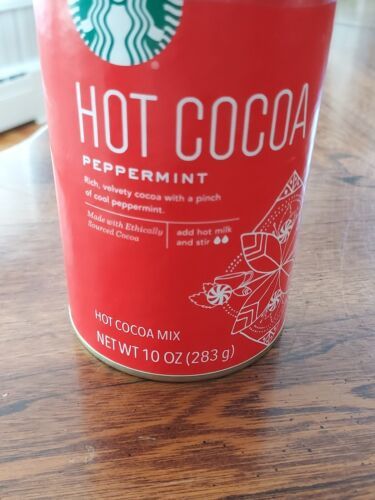 HOT COCOA
PEPPERMINT
Rich, velvety cocoa with a pinch
of cool peppermint.
Made with Ethically
Sourced Cocoa
add hot milk
and stir
HOT COCOA MIX
NET WT 10 OZ (283 g)